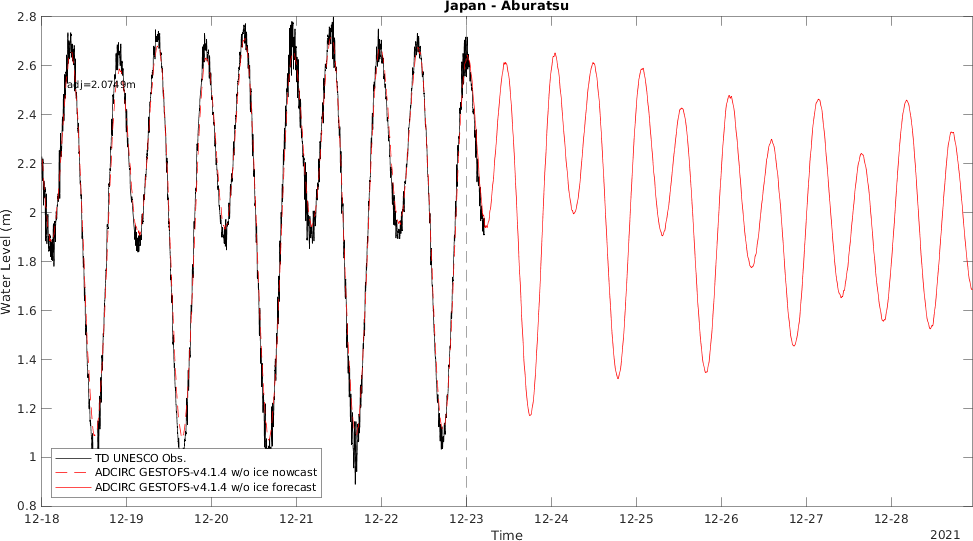 Japan - Aburatsu
2.8
2.6
2.4
2.2
2
1.8
1.6
1.4
1.2
1
0.8
Water Level (m)
adj=2.0749m
TD UNESCO Obs.
ADCIRC GESTOFS-v4.1.4 w/o ice nowcast
ADCIRC GESTOFS-v4.1.4 w/o ice forecast
12-18 12-19 12-20 12-21 12-22 12-23 12-24 12-25 12-26 12-27 12-28
Time
2021